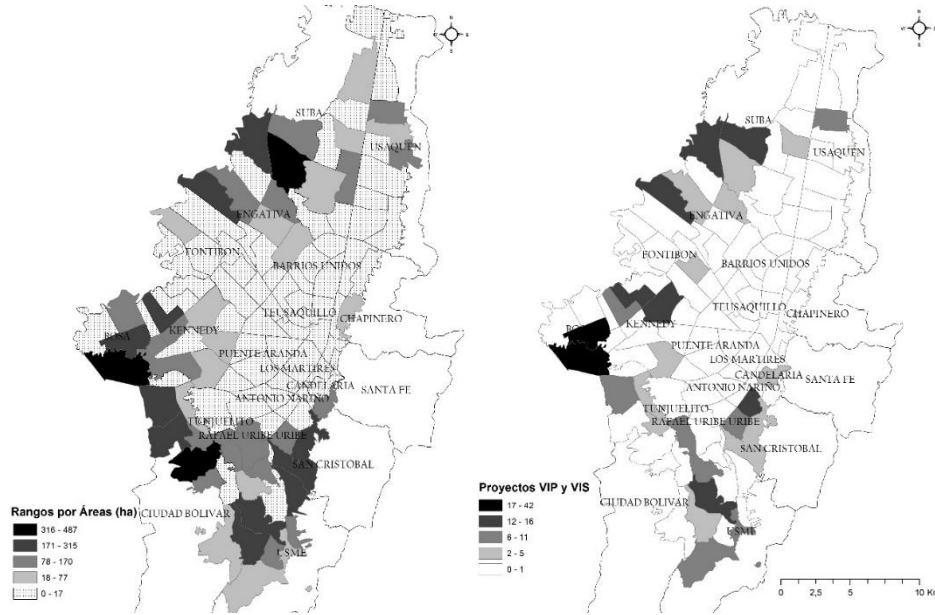 N
SUBA
USAQUEN
ENGATIVA
FONTIBON
BARRIOS UNIDOS
TEUSAQUILLO
CHAPINERO
BOSA
KENNEDY
PUENTE ARANDA
LOS MARTIRES
CANDELARIA
SANTA FE
ANTONIO NARIÑO
TUNJUELITO
RAFAEL URIBE URIBE
SAN CRISTOBAL
CIUDAD BOLIVAR
USME
Rangos por Áreas (ha)
316 - 487
171 - 315
78 - 170
18 - 77
0 - 17
N
SUBA
USAQUEN
ENGATIVA
FONTIBON
BARRIOS UNIDOS
TEUSAQUILLO
CHAPINERO
KENNEDY
PUENTE ARANDA
LOS MARTIRES
CANDELARIA
SANTA FE
ANTONIO NARIÑO
TUNJUELITO
RAFAEL URIBE URIBE
SAN CRISTOBAL
CIUDAD BOLIVAR
USME
Proyectos VIP y VIS
17 - 42
12 - 16
6 - 11
2 - 5
0 - 1
0 2,5 5 10 Km